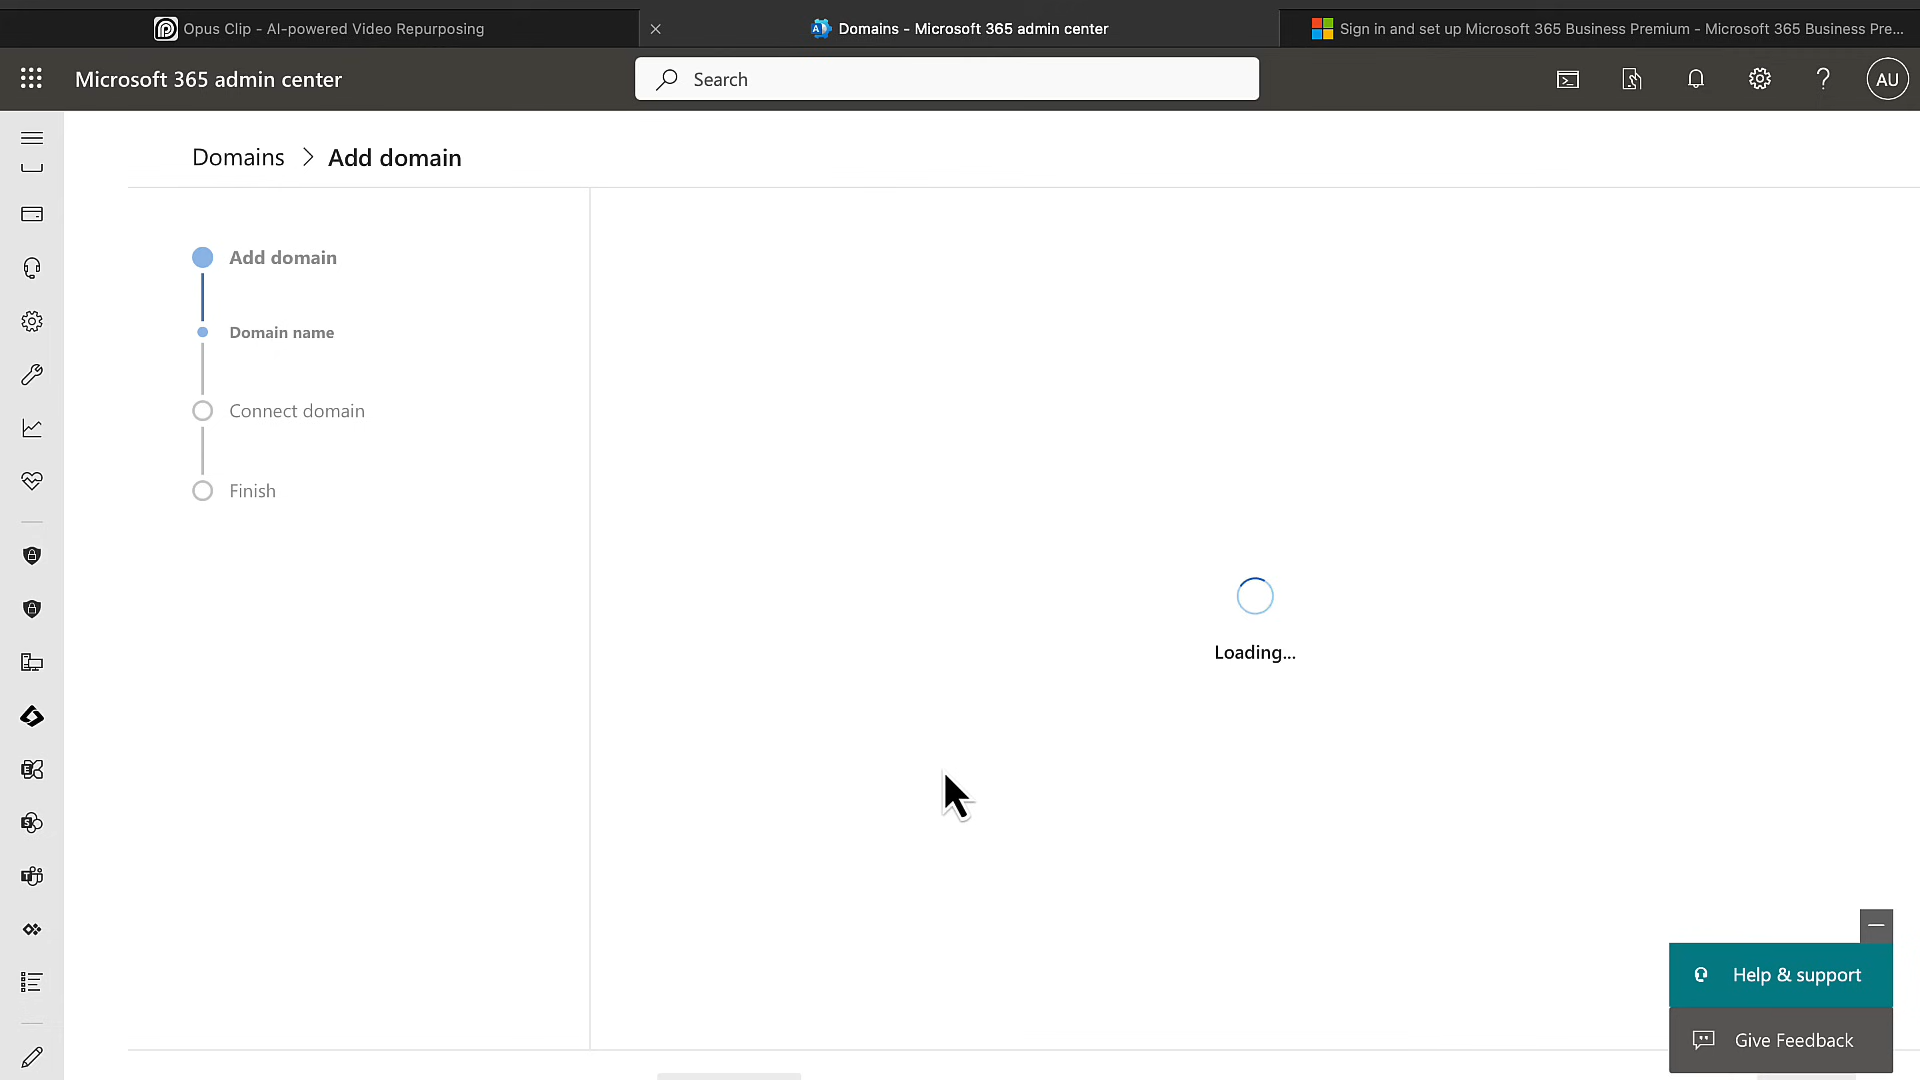 Opus Clip - AI-powered Video Repurposing
Domains - Microsoft 365 admin center
Sign in and set up Microsoft 365 Business Premium - Microsoft 365 Business Pre...
Microsoft 365 admin center
Search
AU
Domains > Add domain
Add domain
Domain name
Connect domain
Finish
Loading...
Help & support
Give Feedback